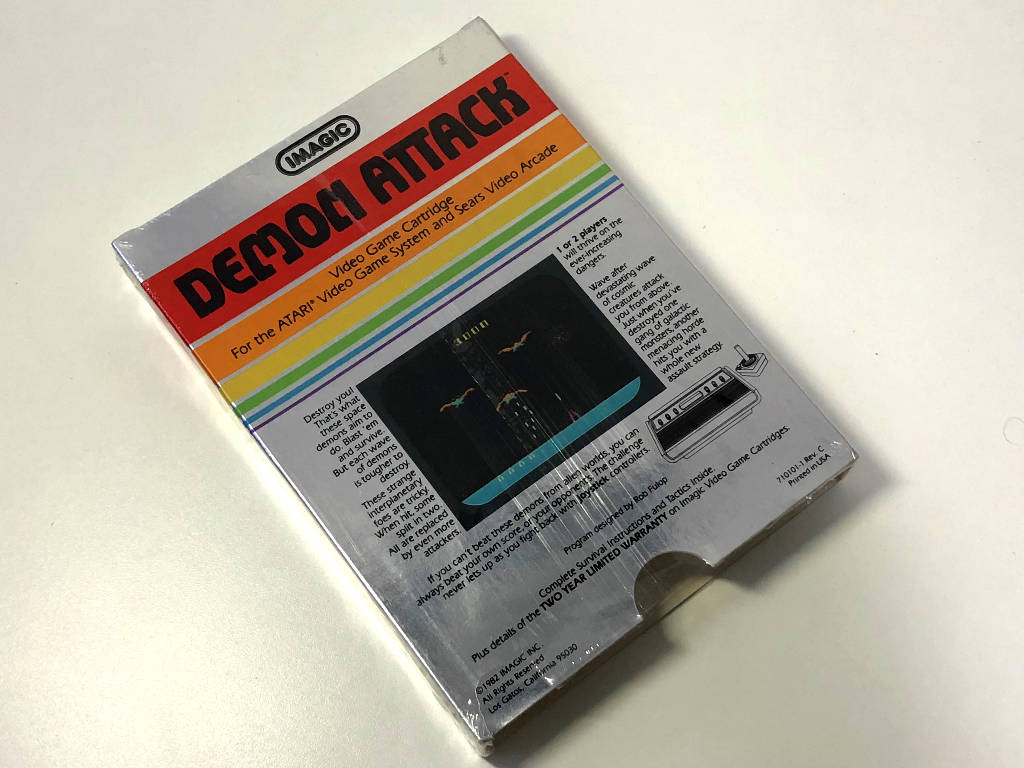 IMAGIC
DEMON ATTACK™
Video Game Cartridge
For the ATARI® Video Game System and Sears Video Arcade
Destroy you!
That's what
these space
demons aim to
do. Blast 'em
and survive.
But each wave
of demons
is tougher to
destroy.
These strange
interplanetary
foes are tricky.
When hit, some
split in two.
All are replaced
by even more
attackers.
1 or 2 players
will thrive on the
ever-increasing
dangers.
Wave after
devastating wave
of cosmic
creatures attack
you from above.
Just when you've
destroyed one
gang of galactic
monsters, another
menacing horde
hits you with a
whole new
assault strategy.
If you can't beat these demons from alien worlds, you can
always beat your own score, or your opponent's. The challenge
never lets up as you fight back with Joystick controllers.
Program designed by Rob Fulop
Complete Survival Instructions and Tactics Inside.
Plus details of the TWO YEAR LIMITED WARRANTY on Imagic Video Game Cartridges.
©1982 IMAGIC INC.
All Rights Reserved
Los Gatos, California 95030
710101-1 Rev. C
Printed in USA